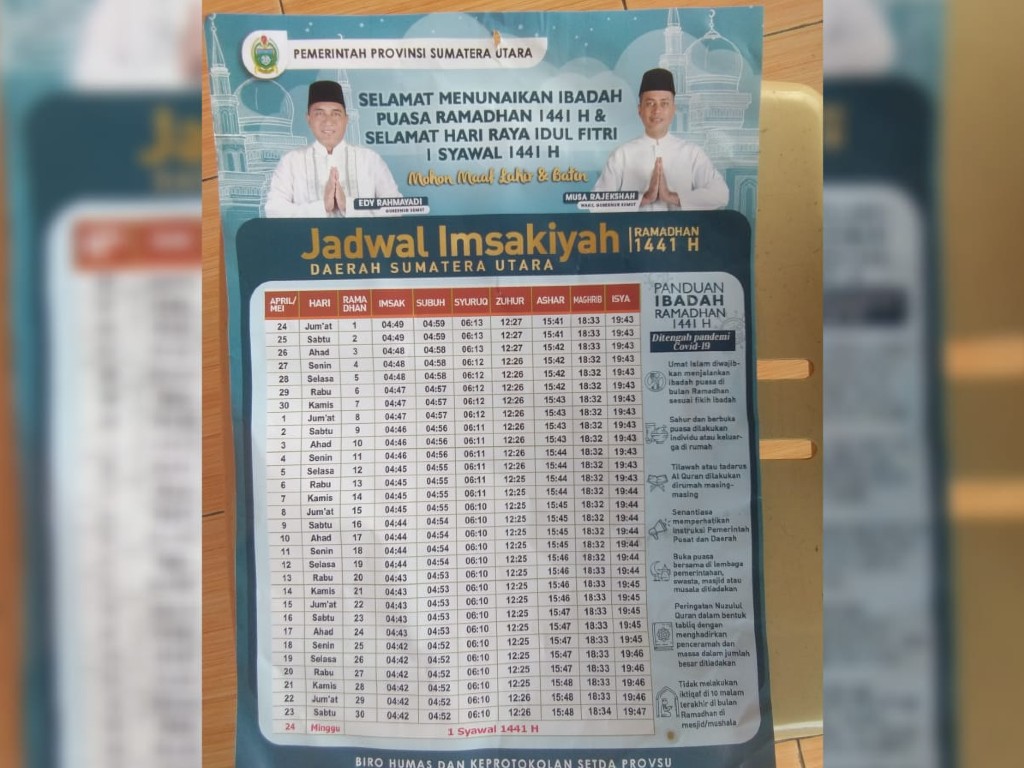 PEMERINTAH PROVINSI SUMATERA UTARA
SELAMAT MENUNAIKAN IBADAH
PUASA RAMADHAN 1441 H &
SELAMAT HARI RAYA IDUL FITRI
1 SYAWAL 1441 H
Mohon Maaf Lahir & Batin
EDY RAHMAYADI
GUBERNUR SUMUT
MUSA RAJEKSHAH
WAKIL GUBERNUR SUMUT
Jadwal Imsakiyah | RAMADHAN 1441 H
DAERAH SUMATERA UTARA
APRIL/MEI HARI RAMADHAN IMSAK SUBUH SYURUQ ZUHUR ASHAR MAGHRIB ISYA
24 Jum'at 1 04:49 04:59 06:13 12:27 15:41 18:33 19:43
25 Sabtu 2 04:49 04:59 06:13 12:27 15:41 18:33 19:43
26 Ahad 3 04:48 04:58 06:13 12:27 15:42 18:32 19:43
27 Senin 4 04:48 04:58 06:12 12:26 15:42 18:32 19:43
28 Selasa 5 04:48 04:58 06:12 12:26 15:42 18:32 19:43
29 Rabu 6 04:47 04:57 06:12 12:26 15:42 18:32 19:43
30 Kamis 7 04:47 04:57 06:12 12:26 15:43 18:32 19:43
1 Jum'at 8 04:47 04:57 06:12 12:26 15:43 18:32 19:43
2 Sabtu 9 04:46 04:56 06:11 12:26 15:43 18:32 19:43
3 Ahad 10 04:46 04:56 06:11 12:26 15:43 18:32 19:43
4 Senin 11 04:46 04:56 06:11 12:26 15:44 18:32 19:43
5 Selasa 12 04:45 04:55 06:11 12:26 15:44 18:32 19:43
6 Rabu 13 04:45 04:55 06:11 12:25 15:44 18:32 19:43
7 Kamis 14 04:45 04:55 06:11 12:25 15:44 18:32 19:44
8 Jum'at 15 04:45 04:55 06:10 12:25 15:45 18:32 19:44
9 Sabtu 16 04:44 04:54 06:10 12:25 15:45 18:32 19:44
10 Ahad 17 04:44 04:54 06:10 12:25 15:45 18:32 19:44
11 Senin 18 04:44 04:54 06:10 12:25 15:46 18:32 19:44
12 Selasa 19 04:44 04:54 06:10 12:25 15:46 18:32 19:44
13 Rabu 20 04:43 04:53 06:10 12:25 15:46 18:33 19:45
14 Kamis 21 04:43 04:53 06:10 12:25 15:46 18:33 19:45
15 Jum'at 22 04:43 04:53 06:10 12:25 15:46 18:33 19:45
16 Sabtu 23 04:43 04:53 06:10 12:25 15:47 18:33 19:45
17 Ahad 24 04:43 04:53 06:10 12:25 15:47 18:33 19:45
18 Senin 25 04:42 04:52 06:10 12:25 15:47 18:33 19:45
19 Selasa 26 04:42 04:52 06:10 12:25 15:47 18:33 19:46
20 Rabu 27 04:42 04:52 06:10 12:25 15:48 18:33 19:46
21 Kamis 28 04:42 04:52 06:10 12:25 15:48 18:33 19:46
22 Jum'at 29 04:42 04:52 06:10 12:26 15:48 18:33 19:46
23 Sabtu 30 04:42 04:52 06:10 12:26 15:48 18:34 19:47
24 Minggu 1 Syawal 1441 H
PANDUAN
IBADAH
RAMADHAN
1441 H
Ditengah pandemi
Covid-19
Umat Islam diwajib-
kan menjalankan
ibadah puasa di
bulan Ramadhan
sesuai fikih ibadah
Sahur dan berbuka
puasa dilakukan
individu atau keluar-
ga di rumah
Tilawah atau tadarus
Al Quran dilakukan
dirumah masing-
masing
Senantiasa
memperhatikan
instruksi Pemerintah
Pusat dan Daerah
Buka puasa
bersama di lembaga
pemerintahan,
swasta, masjid atau
musala ditiadakan
Peringatan Nuzulul
Quran dalam bentuk
tabliq dengan
menghadirkan
penceramah dan
massa dalam jumlah
besar ditiadakan
Tidak melakukan
iktiqaf di 10 malam
terakhir di bulan
Ramadhan di
mesjid/mushala
BIRO HUMAS DAN KEPROTOKOLAN SETDA PROVSU